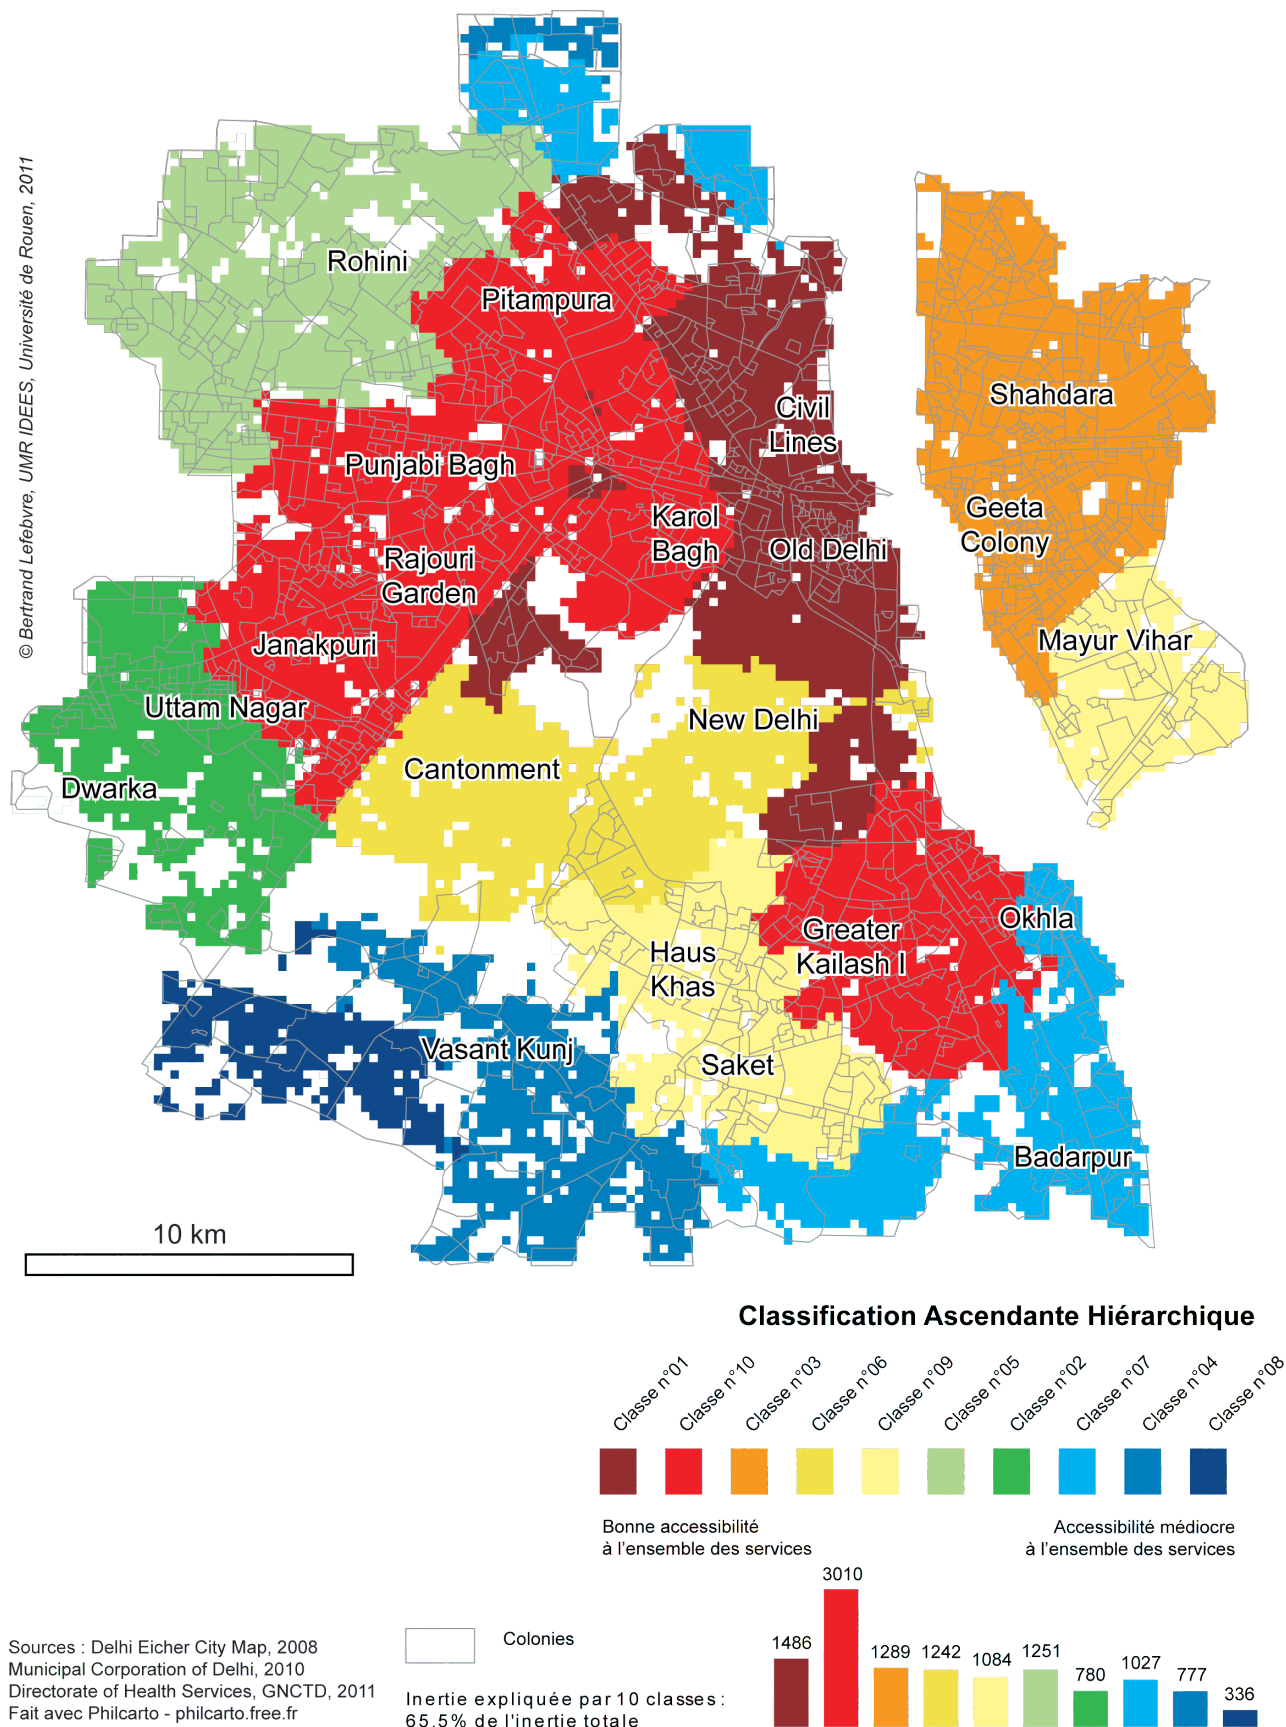 © Bertrand Lefebvre, UMR IDEES, Université de Rouen, 2011
Rohini
Pitampura
Civil
Lines
Shahdara
Punjabi Bagh
Karol
Bagh
Geeta
Colony
Old Delhi
Rajouri
Garden
Janakpuri
Mayur Vihar
Uttam Nagar
New Delhi
Cantonment
Dwarka
Okhla
Greater
Kailash I
Haus
Khas
Vasant Kunj
Saket
Badarpur
10 km
Classification Ascendante Hiérarchique
Classe n°01
Classe n°10
Classe n°03
Classe n°06
Classe n°09
Classe n°05
Classe n°02
Classe n°07
Classe n°04
Classe n°08
Bonne accessibilité
à l'ensemble des services
Accessibilité médiocre
à l'ensemble des services
1486
3010
1289
1242
1084
1251
780
1027
777
336
Colonies
Inertie expliquée par 10 classes :
65.5% de l'inertie totale
Sources : Delhi Eicher City Map, 2008
Municipal Corporation of Delhi, 2010
Directorate of Health Services, GNCTD, 2011
Fait avec Philcarto - philcarto.free.fr